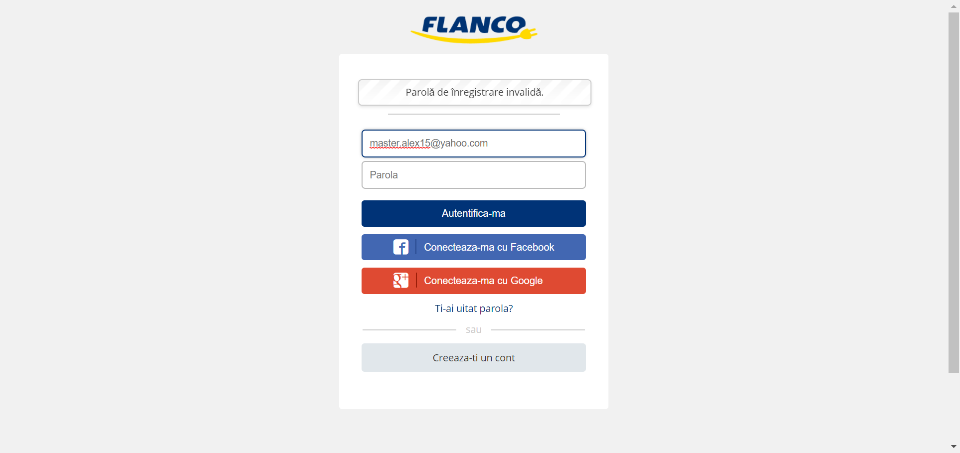 FLANCO
Parolă de înregistrare invalidă.
master.alex15@yahoo.com
Parola
Autentifica-ma
Conecteaza-ma cu Facebook
Conecteaza-ma cu Google
Ti-ai uitat parola?
sau
Creeaza-ti un cont